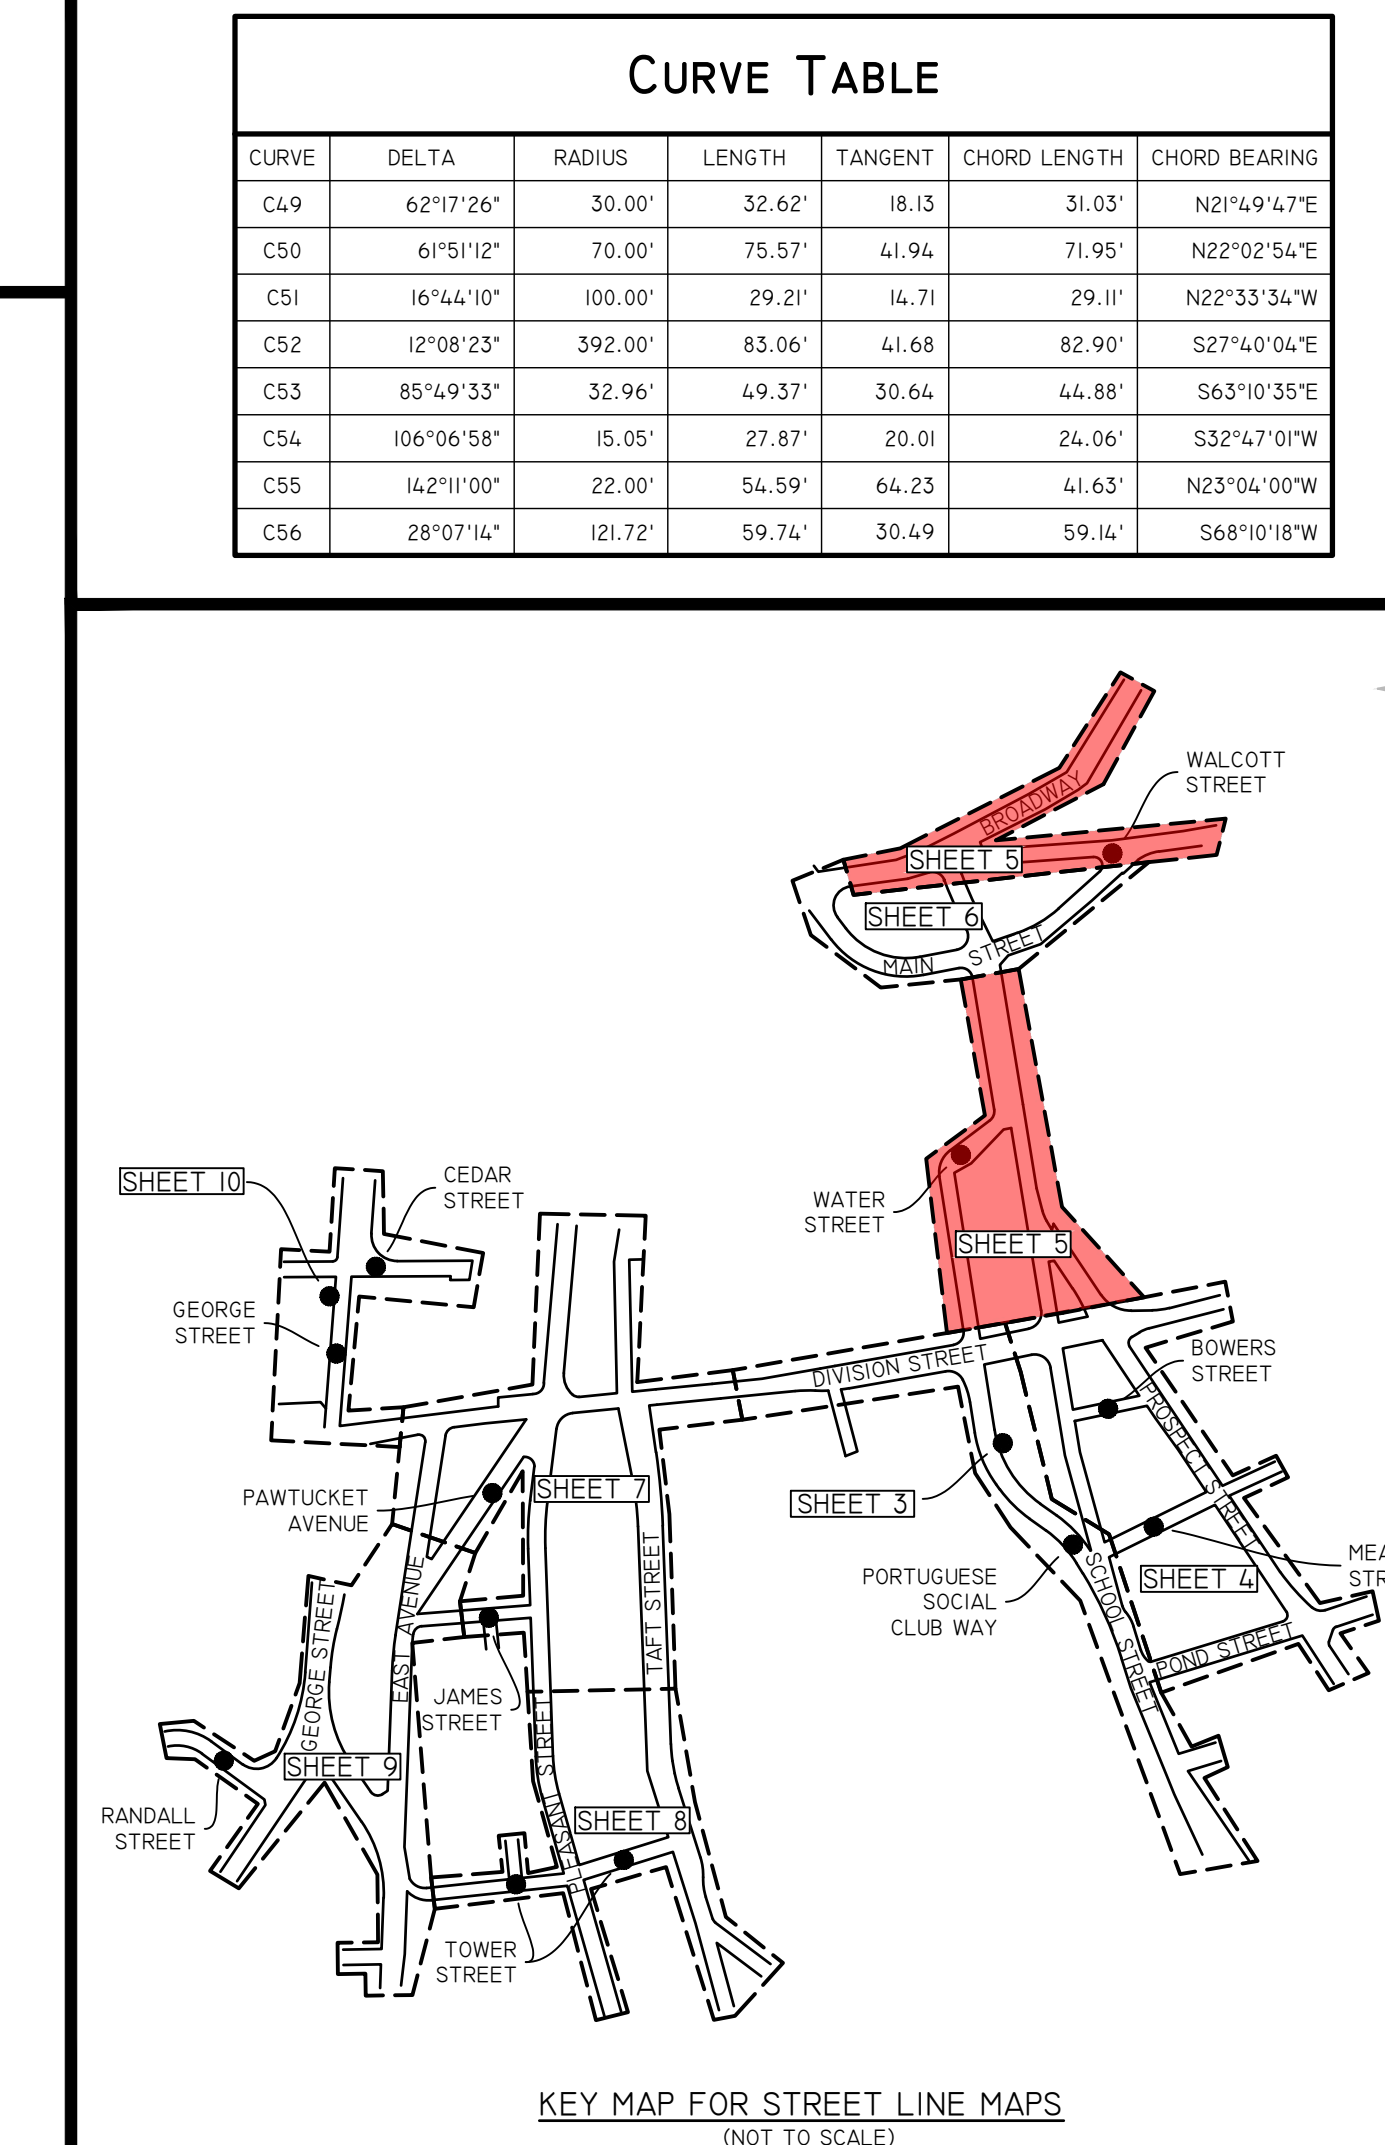 CURVE TABLE
CURVE DELTA RADIUS LENGTH TANGENT CHORD LENGTH CHORD BEARING
C49 62°17'26" 30.00' 32.62' 18.13 31.03' N21°49'47"E
C50 61°51'12" 70.00' 75.57' 41.94 71.95' N22°02'54"E
C51 16°44'10" 100.00' 29.21' 14.71 29.11' N22°33'34"W
C52 12°08'23" 392.00' 83.06' 41.68 82.90' S27°40'04"E
C53 85°49'33" 32.96' 49.37' 30.64 44.88' S63°10'35"E
C54 106°06'58" 15.05' 27.87' 20.01 24.06' S32°47'01"W
C55 142°11'00" 22.00' 54.59' 64.23 41.63' N23°04'00"W
C56 28°07'14" 121.72' 59.74' 30.49 59.14' S68°10'18"W
WALCOTT
STREET
BROADWAY
SHEET 5
SHEET 6
MAIN STREET
SHEET 10
CEDAR
STREET
WATER
STREET
SHEET 5
GEORGE
STREET
DIVISION STREET
BOWERS
STREET
PROSPECT STREET
PAWTUCKET
AVENUE
SHEET 7
SHEET 3
PORTUGUESE
SOCIAL
CLUB WAY
SCHOOL STREET
SHEET 4
MEA
STR
POND STREET
GEORGE STREET
EAST AVENUE
TAFT STREET
JAMES
STREET
PLEASANT STREET
SHEET 9
SHEET 8
RANDALL
STREET
TOWER
STREET
KEY MAP FOR STREET LINE MAPS
(NOT TO SCALE)